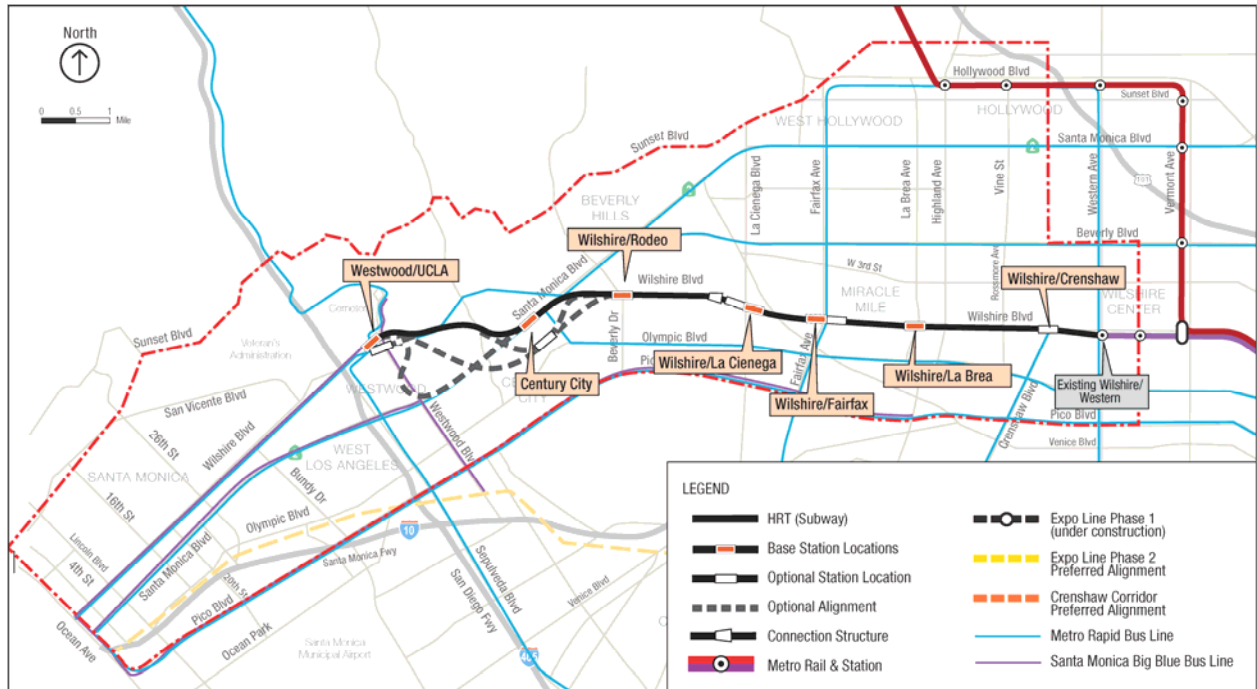 North
0 0.5 1
Mile
Hollywood Blvd
Sunset Blvd
HOLLYWOOD
WEST HOLLYWOOD
Santa Monica Blvd
Sunset Blvd
La Cienega Blvd
Fairfax Ave
La Brea Ave
Highland Ave
Vine St
Western Ave
Vermont Ave
101
BEVERLY
HILLS
Beverly Blvd
Wilshire/Rodeo
W 3rd St
Rossmore Ave
Westwood/UCLA
Santa Monica Blvd
Wilshire Blvd
Wilshire/Crenshaw
MIRACLE
MILE
WILSHIRE
CENTER
Wilshire Blvd
Sunset Blvd
Veteran's
Administration
Beverly Dr
Olympic Blvd
Wilshire/La Cienega
Century City
Fairfax Ave
Wilshire/La Brea
Existing Wilshire/
Western
WESTWOOD
Wilshire/Fairfax
Crenshaw Blvd
Pico Blvd
Venice Blvd
San Vicente Blvd
26th St
Wilshire Blvd
Westwood Blvd
WEST
LOS ANGELES
SANTA MONICA
16th St
Bundy Dr
Olympic Blvd
10
Santa Monica Fwy
Lincoln Blvd
4th St
Santa Monica Blvd
20th St
Pico Blvd
Sepulveda Blvd
San Diego Fwy
Venice Blvd
Ocean Ave
Ocean Park
Santa Monica
Municipal Airport
405
LEGEND
HRT (Subway)
Base Station Locations
Optional Station Location
Optional Alignment
Connection Structure
Metro Rail & Station
Expo Line Phase 1
(under construction)
Expo Line Phase 2
Preferred Alignment
Crenshaw Corridor
Preferred Alignment
Metro Rapid Bus Line
Santa Monica Big Blue Bus Line